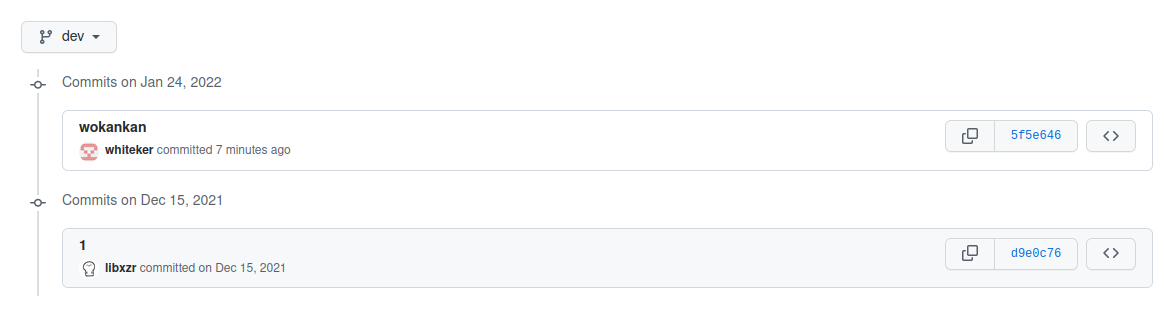 dev
Commits on Jan 24, 2022
wokankan
5f5e646
whiteker committed 7 minutes ago
Commits on Dec 15, 2021
1
d9e0c76
libxzr committed on Dec 15, 2021